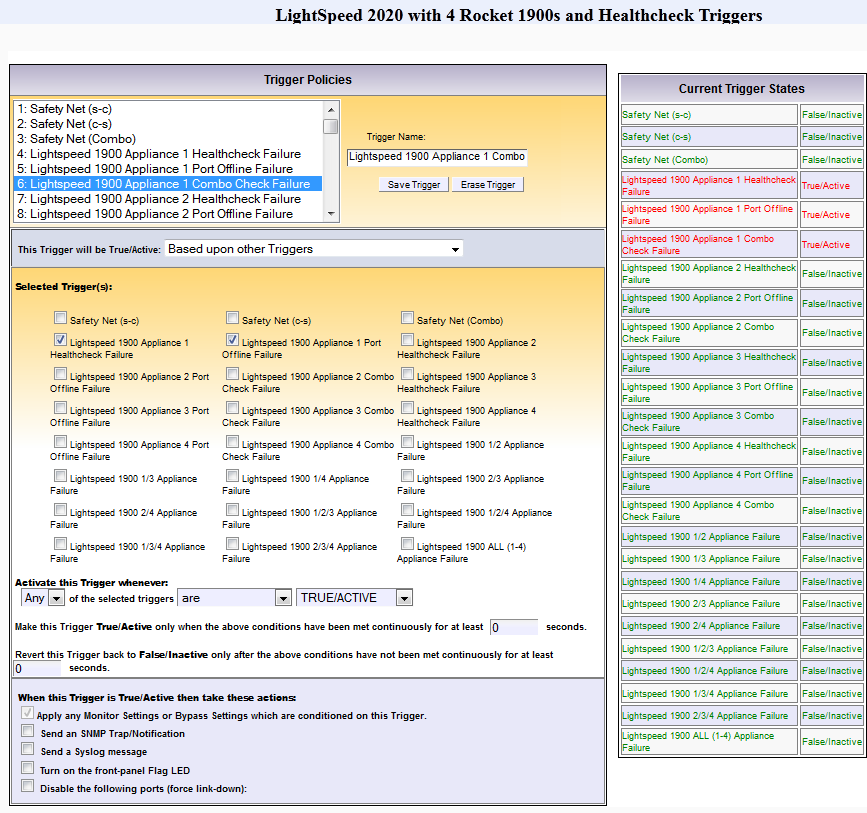 LightSpeed 2020 with 4 Rocket 1900s and Healthcheck Triggers
Trigger Policies
1: Safety Net (s-c)
2: Safety Net (c-s)
3: Safety Net (Combo)
4: Lightspeed 1900 Appliance 1 Healthcheck Failure
5: Lightspeed 1900 Appliance 1 Port Offline Failure
6: Lightspeed 1900 Appliance 1 Combo Check Failure
7: Lightspeed 1900 Appliance 2 Healthcheck Failure
8: Lightspeed 1900 Appliance 2 Port Offline Failure
Trigger Name:
Lightspeed 1900 Appliance 1 Combo
Save Trigger Erase Trigger
This Trigger will be True/Active: Based upon other Triggers
Selected Trigger(s):
Safety Net (s-c)
Safety Net (c-s)
Safety Net (Combo)
Lightspeed 1900 Appliance 1
Healthcheck Failure
Lightspeed 1900 Appliance 1 Port
Offline Failure
Lightspeed 1900 Appliance 2
Healthcheck Failure
Lightspeed 1900 Appliance 2 Port
Offline Failure
Lightspeed 1900 Appliance 2 Combo
Check Failure
Lightspeed 1900 Appliance 3
Healthcheck Failure
Lightspeed 1900 Appliance 3 Port
Offline Failure
Lightspeed 1900 Appliance 3 Combo
Check Failure
Lightspeed 1900 Appliance 4
Healthcheck Failure
Lightspeed 1900 Appliance 4 Port
Offline Failure
Lightspeed 1900 Appliance 4 Combo
Check Failure
Lightspeed 1900 1/2 Appliance
Failure
Lightspeed 1900 1/3 Appliance
Failure
Lightspeed 1900 1/4 Appliance
Failure
Lightspeed 1900 2/3 Appliance
Failure
Lightspeed 1900 2/4 Appliance
Failure
Lightspeed 1900 1/2/3 Appliance
Failure
Lightspeed 1900 1/2/4 Appliance
Failure
Lightspeed 1900 1/3/4 Appliance
Failure
Lightspeed 1900 2/3/4 Appliance
Failure
Lightspeed 1900 ALL (1-4)
Appliance Failure
Activate this Trigger whenever:
Any of the selected triggers are TRUE/ACTIVE
Make this Trigger True/Active only when the above conditions have been met continuously for at least 0 seconds.
Revert this Trigger back to False/Inactive only after the above conditions have not been met continuously for at least
0 seconds.
When this Trigger is True/Active then take these actions:
Apply any Monitor Settings or Bypass Settings which are conditioned on this Trigger.
Send an SNMP Trap/Notification
Send a Syslog message
Turn on the front-panel Flag LED
Disable the following ports (force link-down):
Current Trigger States
Safety Net (s-c) False/Inactive
Safety Net (c-s) False/Inactive
Safety Net (Combo) False/Inactive
Lightspeed 1900 Appliance 1 Healthcheck
Failure True/Active
Lightspeed 1900 Appliance 1 Port Offline
Failure True/Active
Lightspeed 1900 Appliance 1 Combo
Check Failure True/Active
Lightspeed 1900 Appliance 2 Healthcheck
Failure False/Inactive
Lightspeed 1900 Appliance 2 Port Offline
Failure False/Inactive
Lightspeed 1900 Appliance 2 Combo
Check Failure False/Inactive
Lightspeed 1900 Appliance 3 Healthcheck
Failure False/Inactive
Lightspeed 1900 Appliance 3 Port Offline
Failure False/Inactive
Lightspeed 1900 Appliance 3 Combo
Check Failure False/Inactive
Lightspeed 1900 Appliance 4 Healthcheck
Failure False/Inactive
Lightspeed 1900 Appliance 4 Port Offline
Failure False/Inactive
Lightspeed 1900 Appliance 4 Combo
Check Failure False/Inactive
Lightspeed 1900 1/2 Appliance Failure False/Inactive
Lightspeed 1900 1/3 Appliance Failure False/Inactive
Lightspeed 1900 1/4 Appliance Failure False/Inactive
Lightspeed 1900 2/3 Appliance Failure False/Inactive
Lightspeed 1900 2/4 Appliance Failure False/Inactive
Lightspeed 1900 1/2/3 Appliance Failure False/Inactive
Lightspeed 1900 1/2/4 Appliance Failure False/Inactive
Lightspeed 1900 1/3/4 Appliance Failure False/Inactive
Lightspeed 1900 2/3/4 Appliance Failure False/Inactive
Lightspeed 1900 ALL (1-4) Appliance
Failure False/Inactive